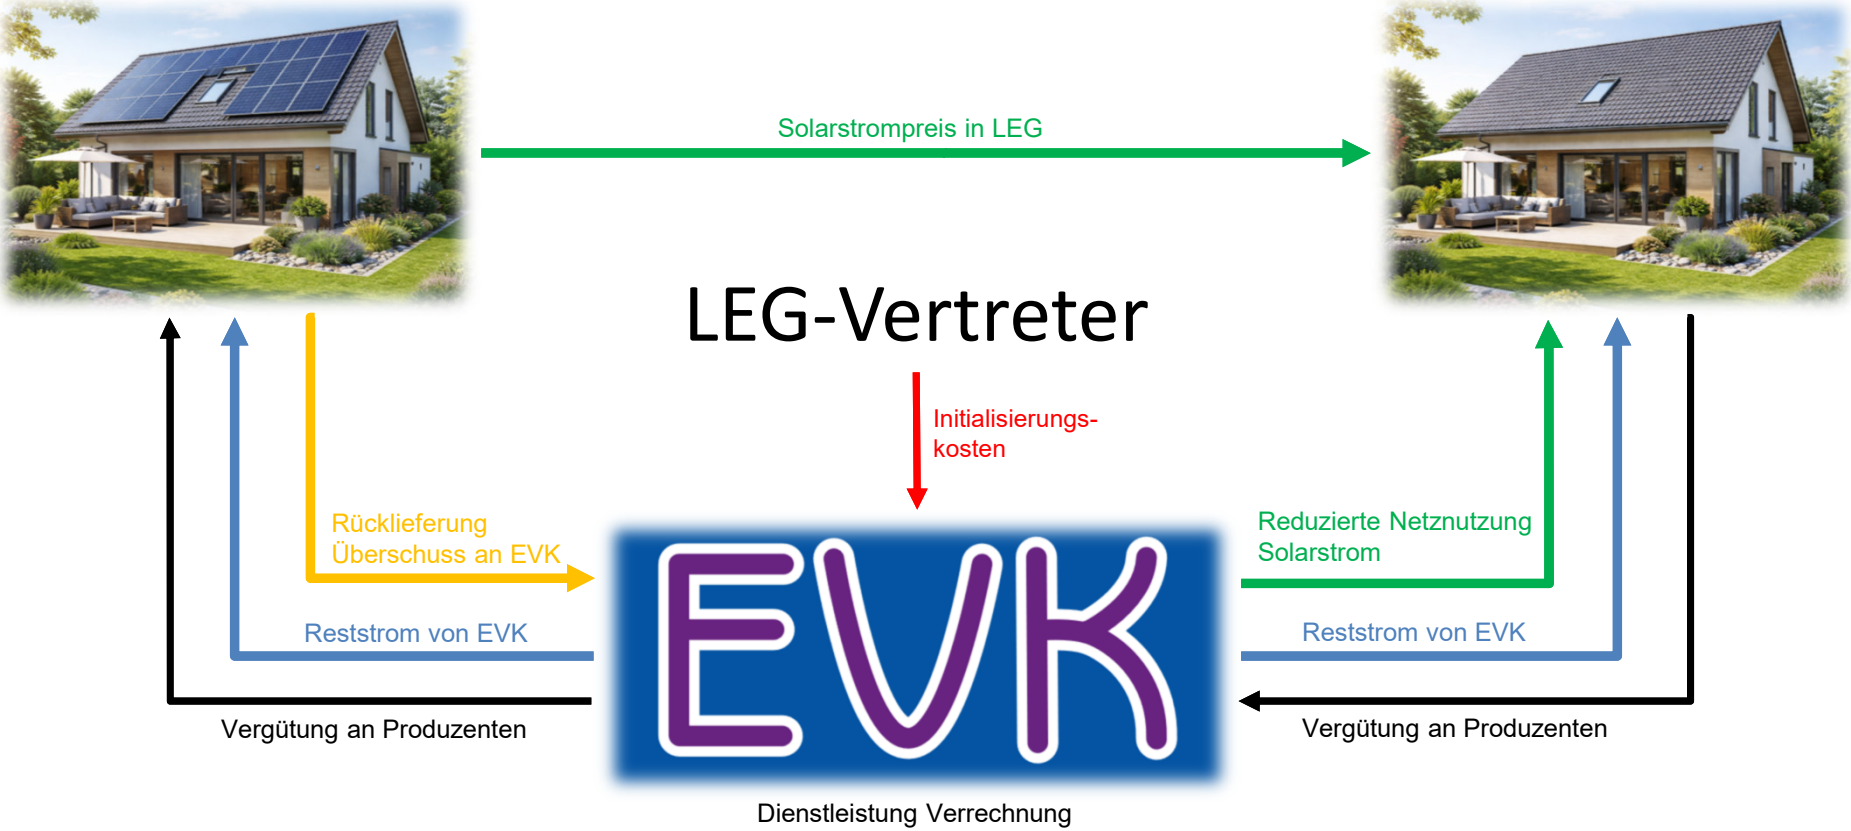 Solarstrompreis in LEG
LEG-Vertreter
Initialisierungs-
kosten
Rücklieferung
Überschuss an EVK
Reduzierte Netznutzung
Solarstrom
EVK
Reststrom von EVK
Reststrom von EVK
Vergütung an Produzenten
Vergütung an Produzenten
Dienstleistung Verrechnung